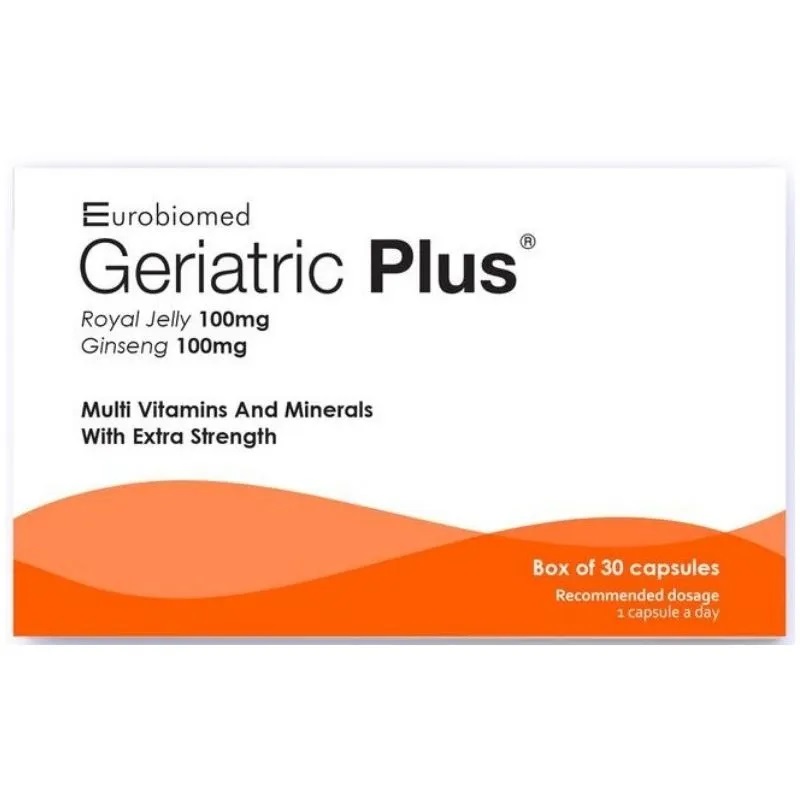 Eurobiomed
Geriatric Plus®
Royal Jelly 100mg
Ginseng 100mg
Multi Vitamins And Minerals
With Extra Strength
Box of 30 capsules
Recommended dosage
1 capsule a day